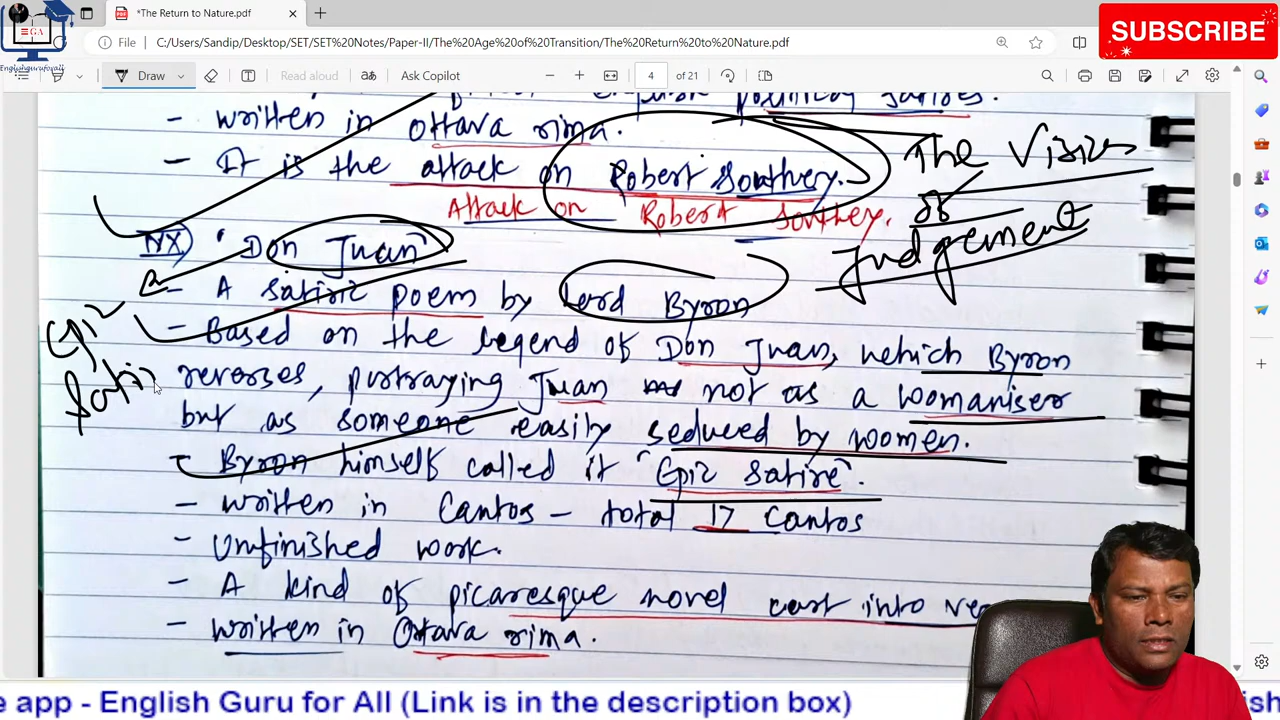 *The Return to Nature.pdf
SUBSCRIBE
EGA
Englishguruforall
File C:/Users/Sandip/Desktop/SET/SET%20Notes/Paper-II/The%20Age%20of%20Transition/The%20Return%20to%20Nature.pdf
Draw Read aloud Ask Copilot 4 of 21
english political satires.
- written in Ottava rima.
- It is the attack on Robert Southey.
Attack on Robert Southey.
The Vision
of
Judgement
'Don Juan'
- A satiric poem by Lord Byron
- Based on the legend of Don Juan, which Byron
reverses, portraying Juan not as a womaniser
but as someone easily seduced by women.
Epic
- Byron himself called it "Epic Satire".
- written in Cantos - total 17 Cantos
- Unfinished work.
- A kind of picaresque novel cast into
- written in Ottava rima.
e app - English Guru for All (Link is in the description box)